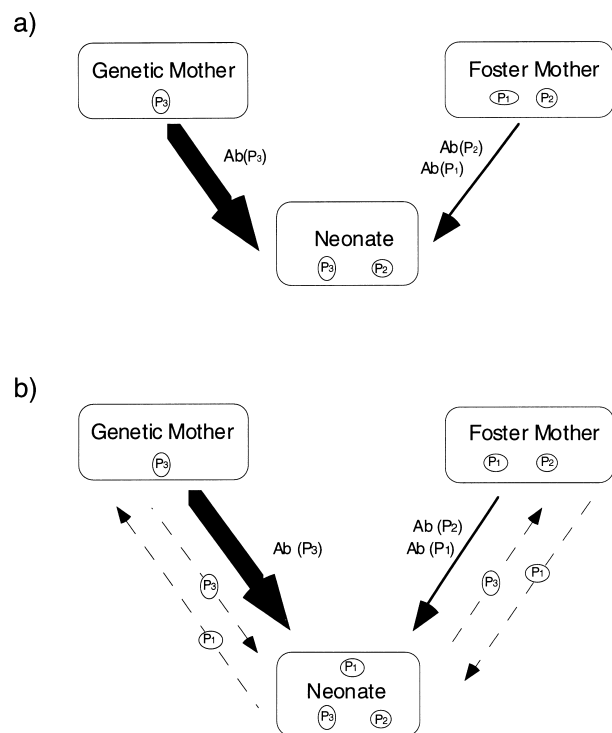 a)
Genetic Mother
P3
Foster Mother
P1 P2
Ab(P3)
Ab(P2)
Ab(P1)
Neonate
P3 P2
b)
Genetic Mother
P3
Foster Mother
P1 P2
Ab (P3)
Ab (P2)
Ab (P1)
P3
P1
P3
P1
P1
Neonate
P3 P2